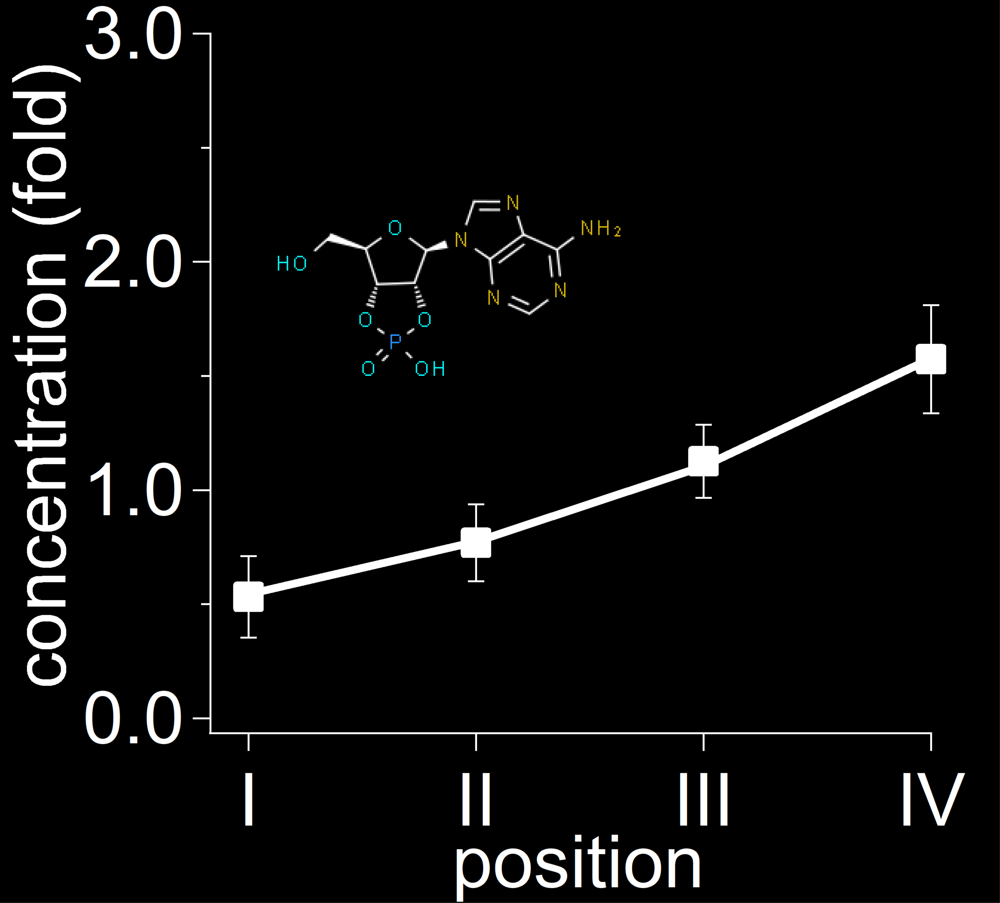 concentration (fold)
3.0
2.0
1.0
0.0
N
O
N
NH2
HO
N
N
O
O
P
O
OH
I II III IV
position